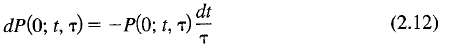 dP(0; t, τ) = −P(0; t, τ) dt/τ (2.12)